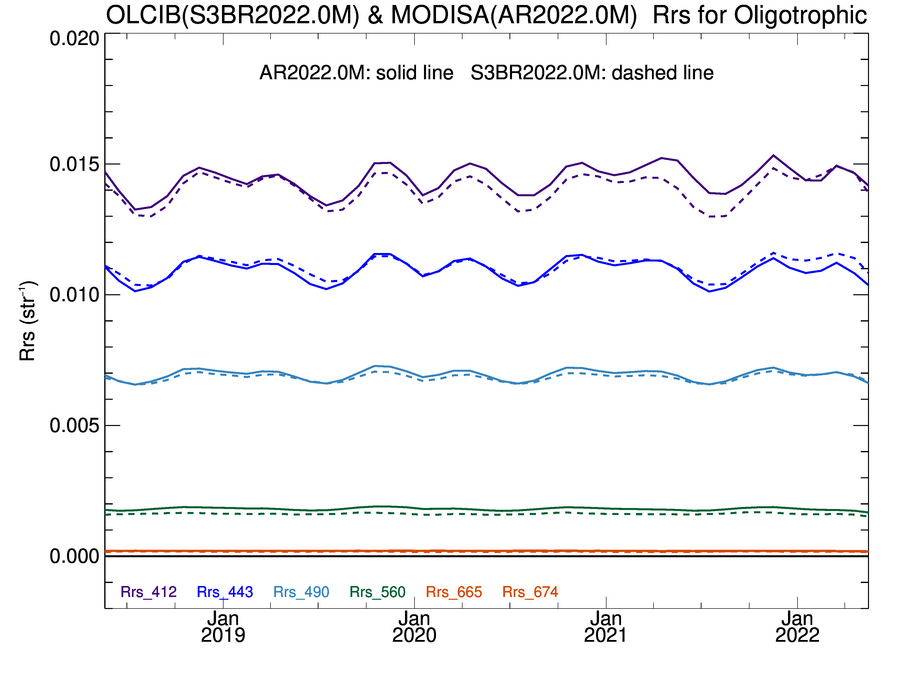 OLCIB(S3BR2022.0M) & MODISA(AR2022.0M)  Rrs for Oligotrophic
0.020
AR2022.0M: solid line   S3BR2022.0M: dashed line
0.015
0.010
Rrs (str⁻¹)
0.005
0.000
Rrs_412 Rrs_443 Rrs_490 Rrs_560 Rrs_665 Rrs_674
Jan Jan Jan Jan
2019 2020 2021 2022